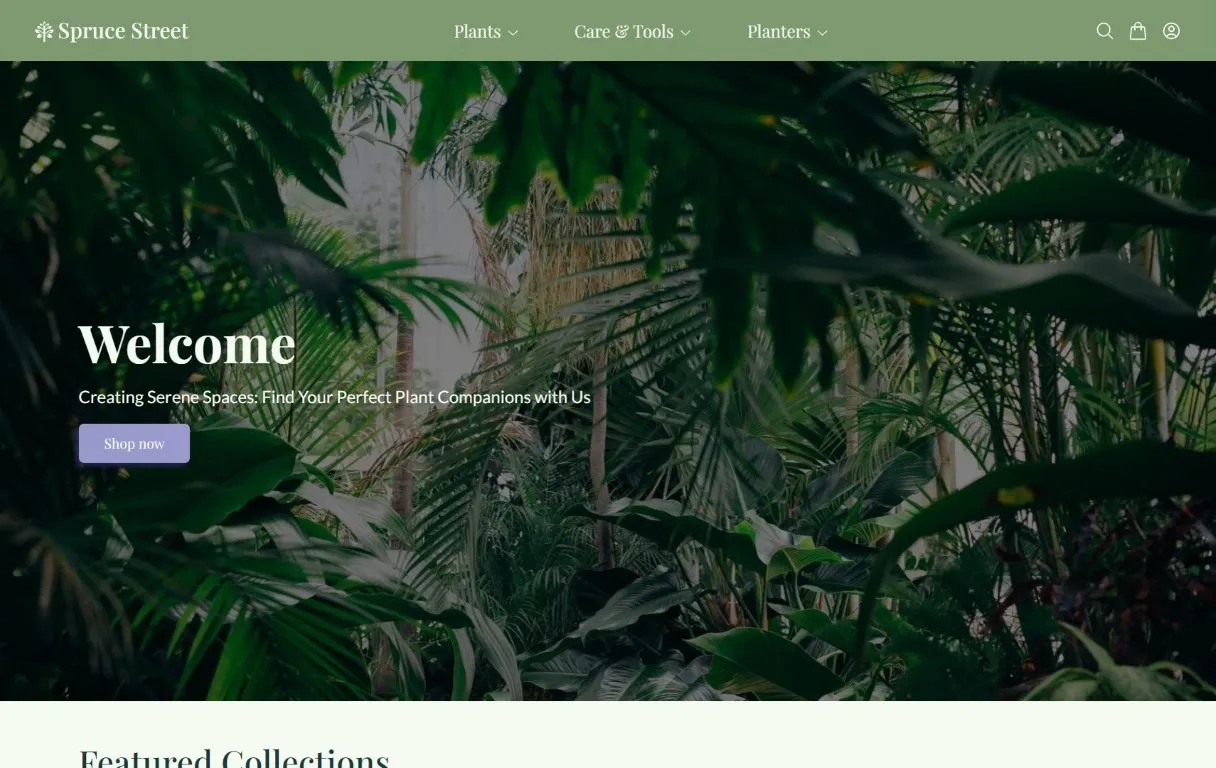 Spruce Street
Plants
Care & Tools
Planters
Welcome
Creating Serene Spaces: Find Your Perfect Plant Companions with Us
Shop now
Featured Collections